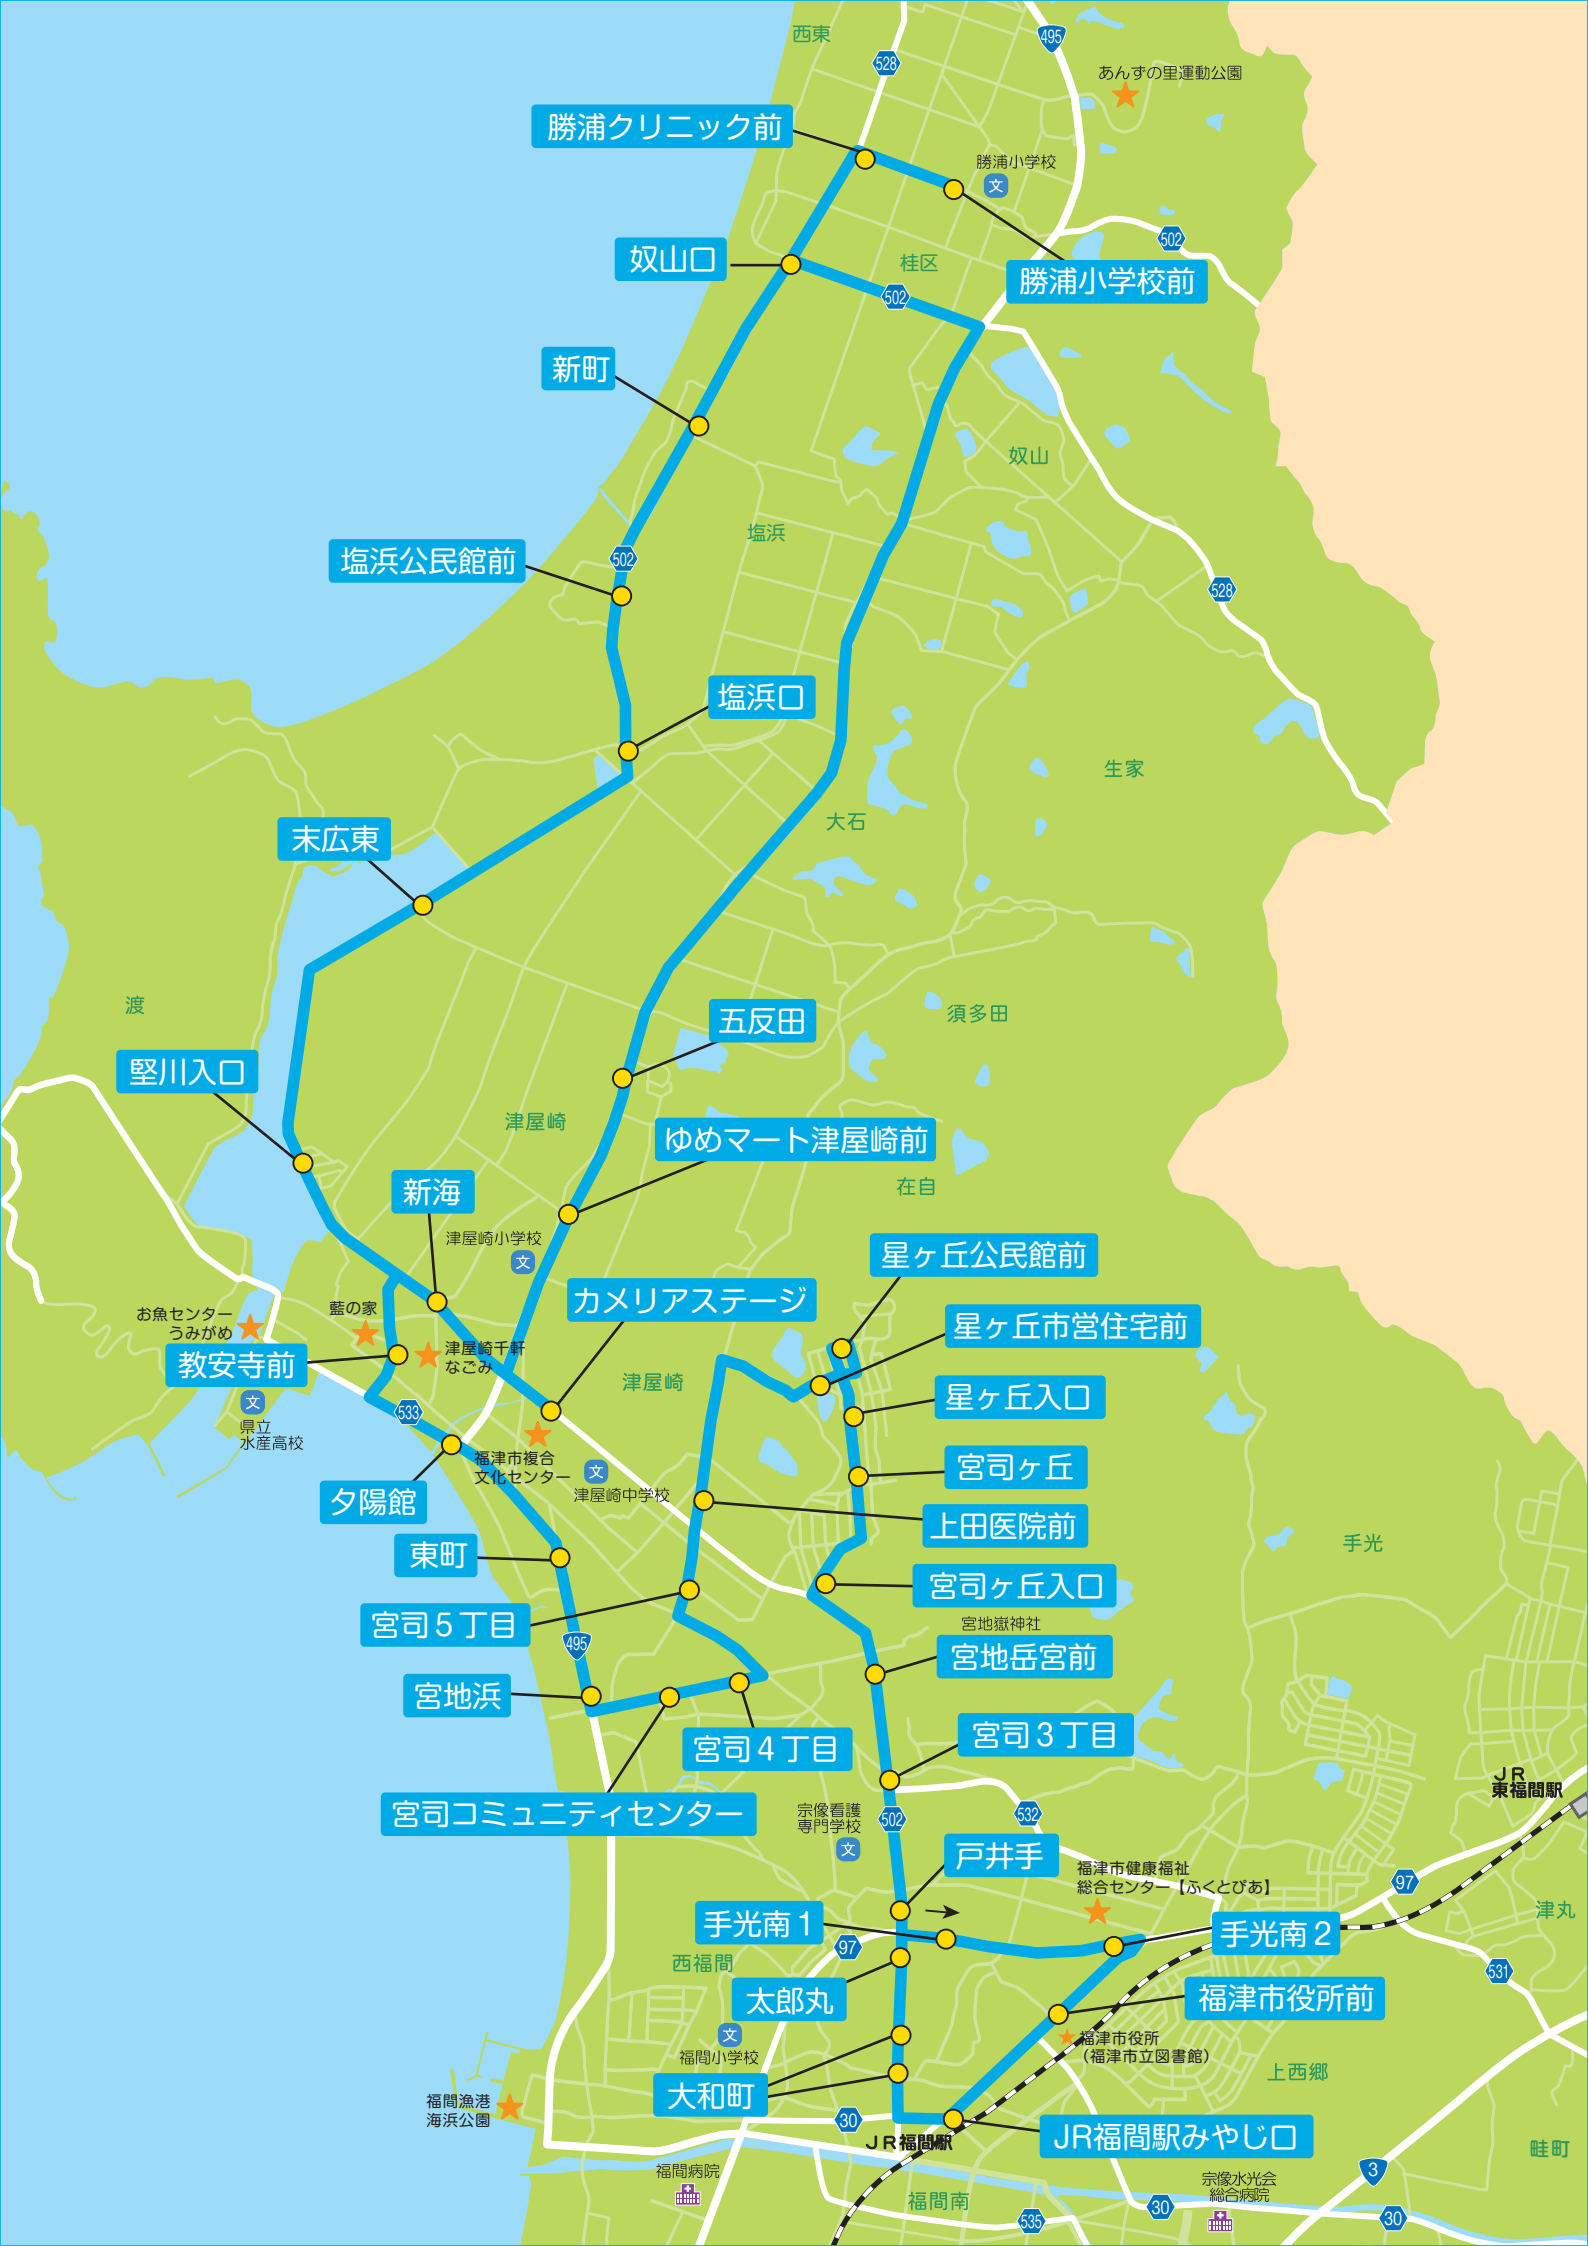 西東
528
495
あんずの里運動公園
勝浦クリニック前
勝浦小学校
文
502
奴山口
桂区
勝浦小学校前
502
新町
奴山
塩浜
塩浜公民館前
502
528
塩浜口
生家
大石
末広東
渡
須多田
五反田
堅川入口
津屋崎
ゆめマート津屋崎前
在自
新海
津屋崎小学校
文
星ヶ丘公民館前
カメリアステージ
お魚センター
うみがめ
藍の家
星ヶ丘市営住宅前
津屋崎千軒
なごみ
教安寺前
津屋崎
星ヶ丘入口
文
県立
水産高校
533
福津市複合
文化センター
宮司ヶ丘
文
津屋崎中学校
夕陽館
上田医院前
手光
東町
宮司ヶ丘入口
宮司5丁目
宮地嶽神社
495
宮地岳宮前
宮地浜
宮司4丁目
宮司3丁目
JR
東福間駅
宮司コミュニティセンター
宗像看護
専門学校
文
502
532
戸井手
福津市健康福祉
総合センター【ふくとぴあ】
97
津丸
手光南1
手光南2
97
西福間
531
太郎丸
福津市役所前
文
福間小学校
福津市役所
(福津市立図書館)
上西郷
大和町
福間漁港
海浜公園
30
JR福間駅みやじ口
JR福間駅
畦町
福間病院
3
宗像水光会
総合病院
福間南
30
535
30